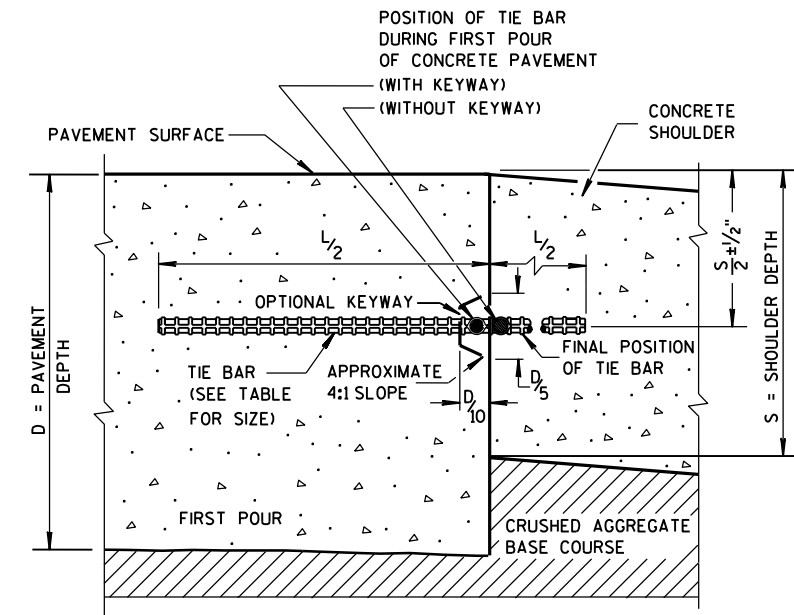 POSITION OF TIE BAR
DURING FIRST POUR
OF CONCRETE PAVEMENT
(WITH KEYWAY)
(WITHOUT KEYWAY)
CONCRETE
SHOULDER
PAVEMENT SURFACE
L/2
L/2
S/2 ±1/2"
OPTIONAL KEYWAY
D = PAVEMENT
DEPTH
S = SHOULDER DEPTH
TIE BAR
(SEE TABLE
FOR SIZE)
APPROXIMATE
4:1 SLOPE
FINAL POSITION
OF TIE BAR
D/10
D/5
FIRST POUR
CRUSHED AGGREGATE
BASE COURSE